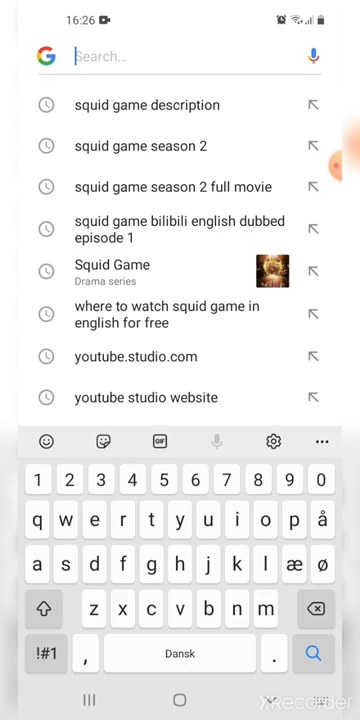 16:26
Search...
squid game description
squid game season 2
squid game season 2 full movie
squid game bilibili english dubbed
episode 1
Squid Game
Drama series
where to watch squid game in
english for free
youtube.studio.com
youtube studio website
GIF
1 2 3 4 5 6 7 8 9 0
q w e r t y u i o p å
a s d f g h j k l æ ø
z x c v b n m
!#1 , Dansk .
XRecorder